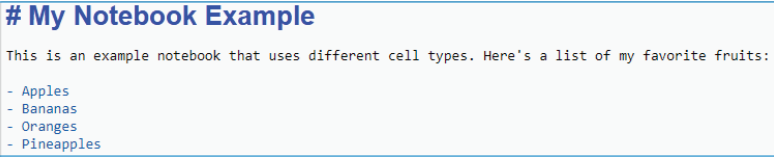 # My Notebook Example
This is an example notebook that uses different cell types. Here's a list of my favorite fruits:
- Apples
- Bananas
- Oranges
- Pineapples